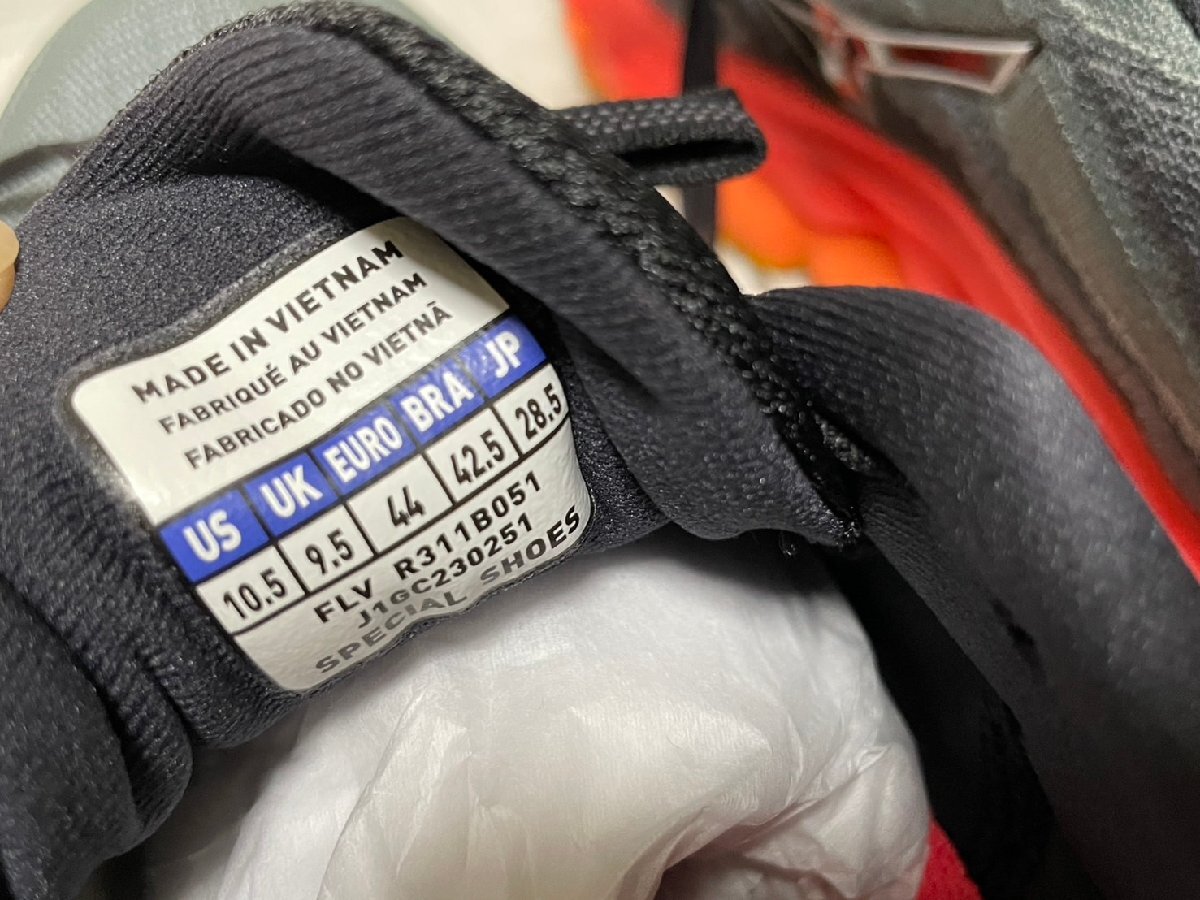 MADE IN VIETNAM
FABRIQUÉ AU VIETNAM
FABRICADO NO VIETNÃ
US UK EURO BRA JP
10.5 9.5 44 42.5 28.5
FLV R311B051
J1GC230251
SPECIAL SHOES